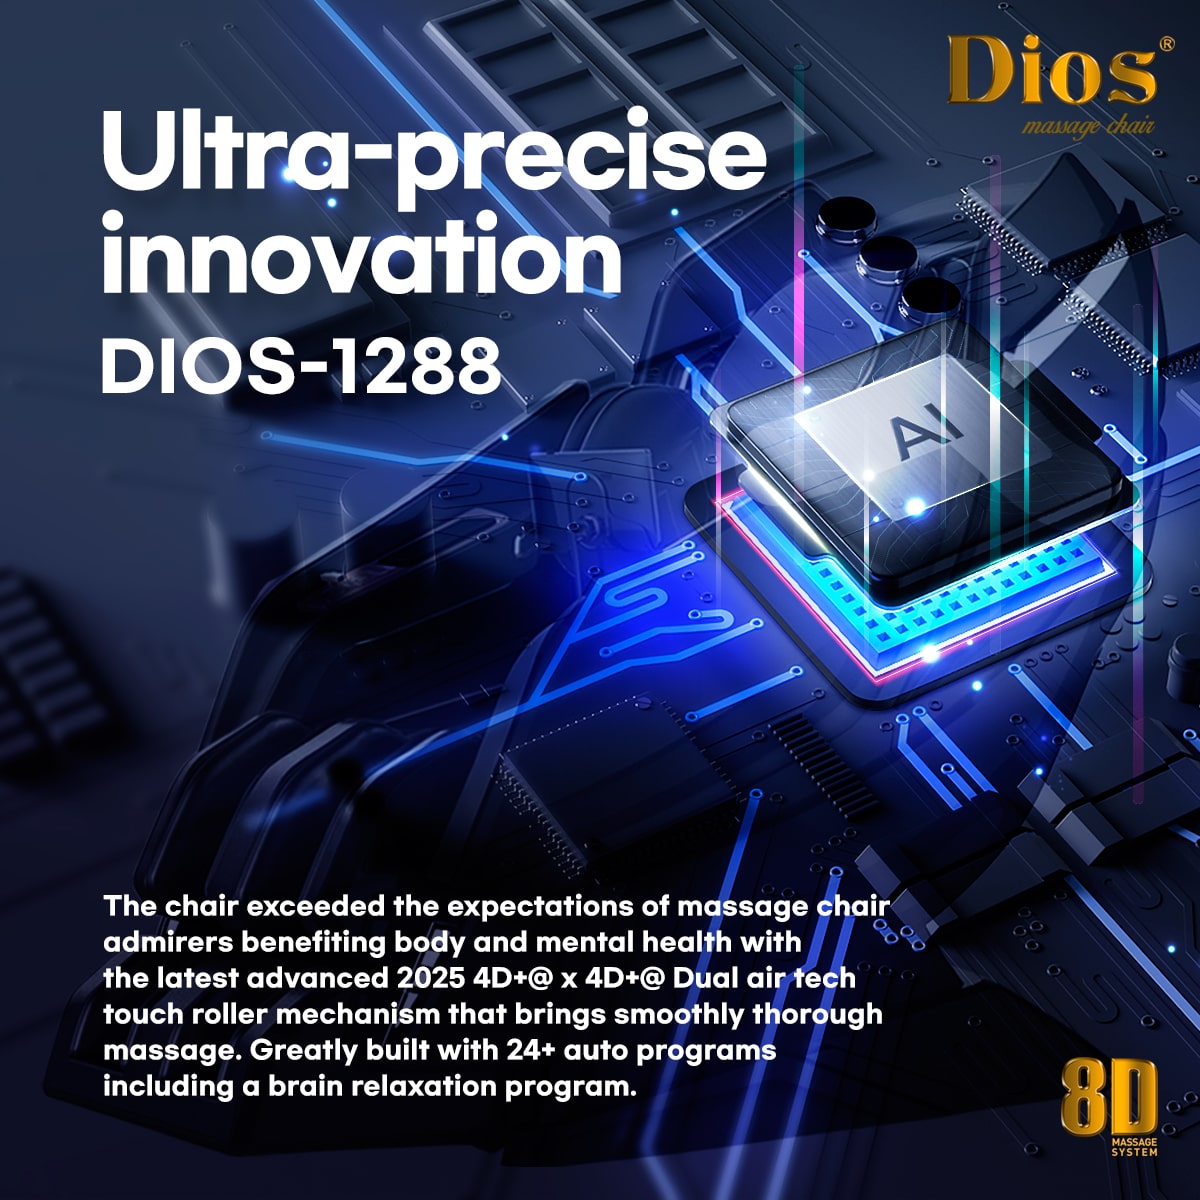 Dios®
massage chair
Ultra-precise
innovation
DIOS-1288
AI
The chair exceeded the expectations of massage chair
admirers benefiting body and mental health with
the latest advanced 2025 4D+@ x 4D+@ Dual air tech
touch roller mechanism that brings smoothly thorough
massage. Greatly built with 24+ auto programs
including a brain relaxation program.
8D
MASSAGE
SYSTEM